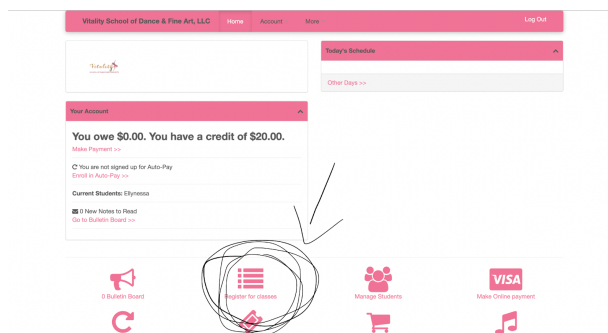 Vitality School of Dance & Fine Art, LLC Home Account More Log Out
Vitality
Today's Schedule
Other Days >>
Your Account
You owe $0.00. You have a credit of $20.00.
Make Payment >>
You are not signed up for Auto-Pay
Enroll in Auto-Pay >>
Current Students: Ellynessa
0 New Notes to Read
Go to Bulletin Board >>
0 Bulletin Board
Register for classes
Manage Students
VISA
Make Online payment